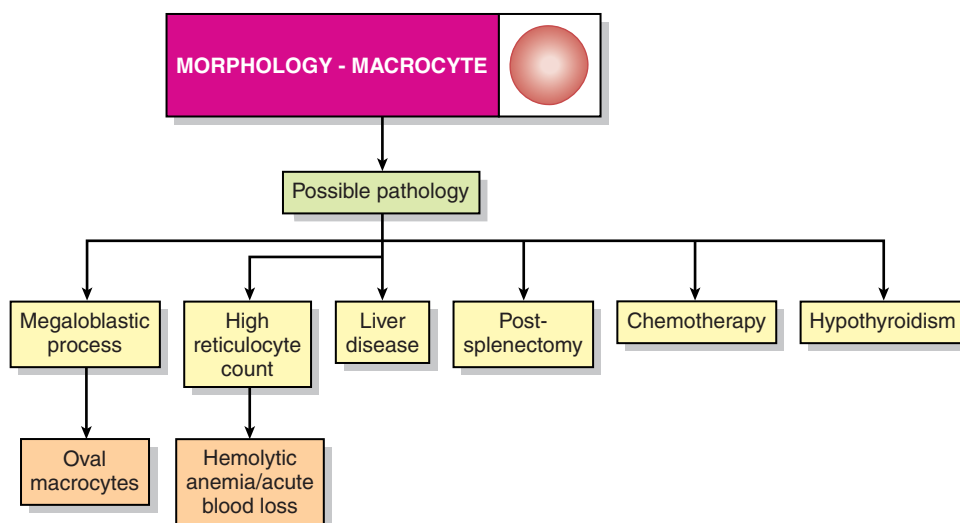 MORPHOLOGY - MACROCYTE
Possible pathology
Megaloblastic
process
High
reticulocyte
count
Liver
disease
Post-
splenectomy
Chemotherapy
Hypothyroidism
Oval
macrocytes
Hemolytic
anemia/acute
blood loss